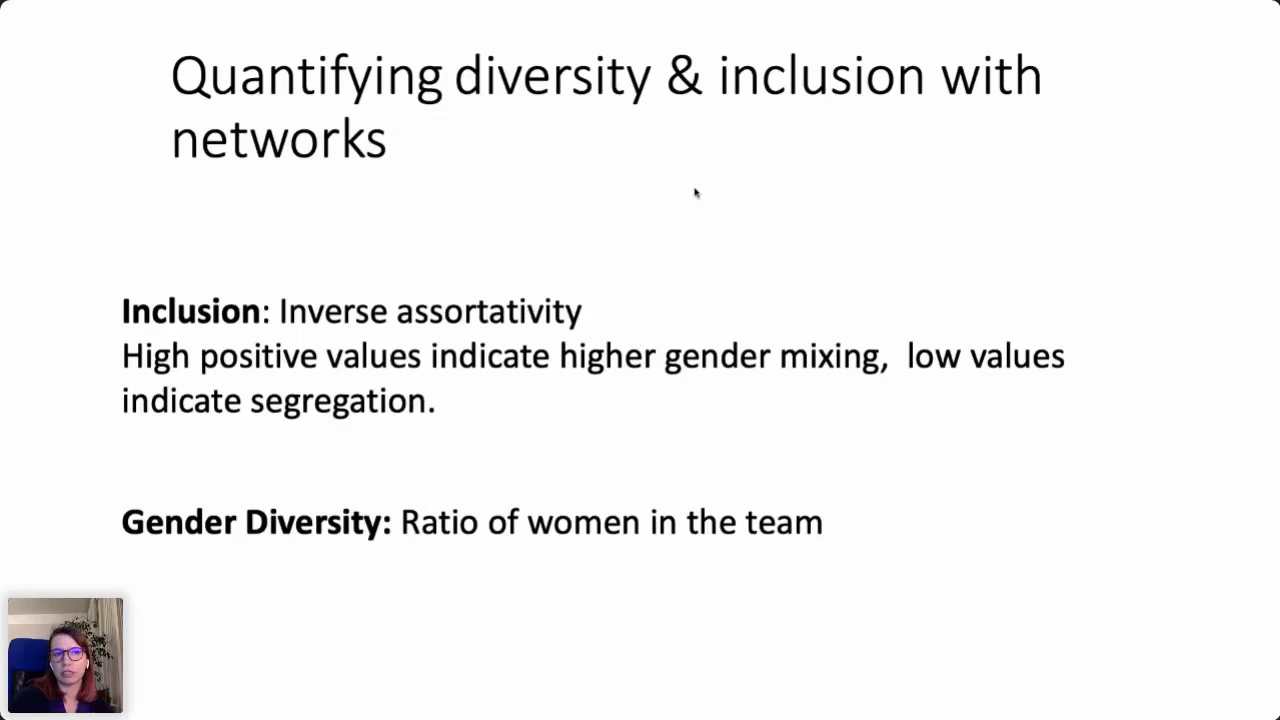 Quantifying diversity & inclusion with
networks
Inclusion: Inverse assortativity
High positive values indicate higher gender mixing,  low values
indicate segregation.
Gender Diversity: Ratio of women in the team